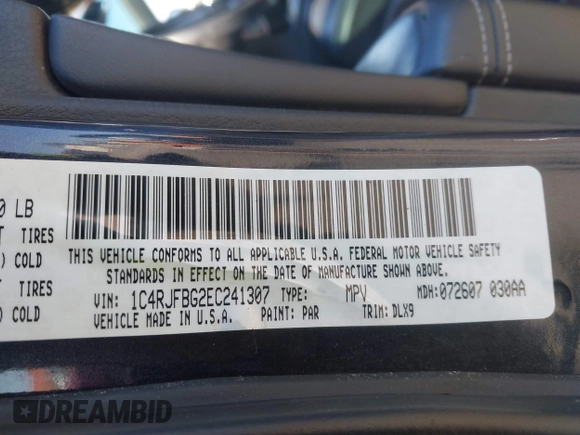 0 LB
TIRES
) COLD
TIRES
) COLD
THIS VEHICLE CONFORMS TO ALL APPLICABLE U.S.A. FEDERAL MOTOR VEHICLE SAFETY
STANDARDS IN EFFECT ON THE DATE OF MANUFACTURE SHOWN ABOVE.
VIN: 1C4RJFBG2EC241307 TYPE: MPV MDH: 072607 030AA
VEHICLE MADE IN U.S.A. PAINT: PAR TRIM: DLX9
DREAMBID